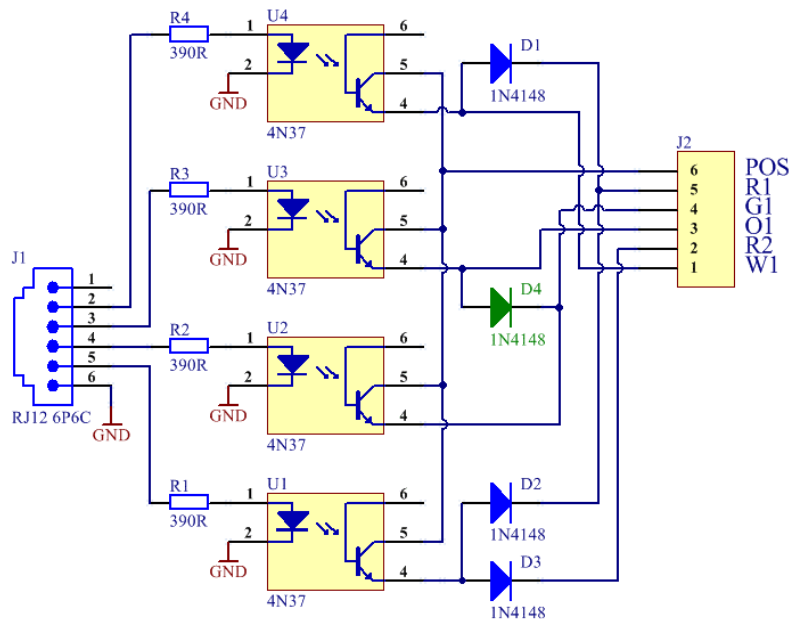 R4
390R
1
2
GND
U4
4N37
6
5
4
D1
1N4148
R3
390R
1
2
GND
U3
4N37
6
5
4
J2
6 POS
5 R1
4 G1
3 O1
2 R2
1 W1
J1
1
2
3
4
5
6
RJ12 6P6C
GND
D4
1N4148
R2
390R
1
2
GND
U2
4N37
6
5
4
R1
390R
1
2
GND
U1
4N37
6
5
4
D2
1N4148
D3
1N4148